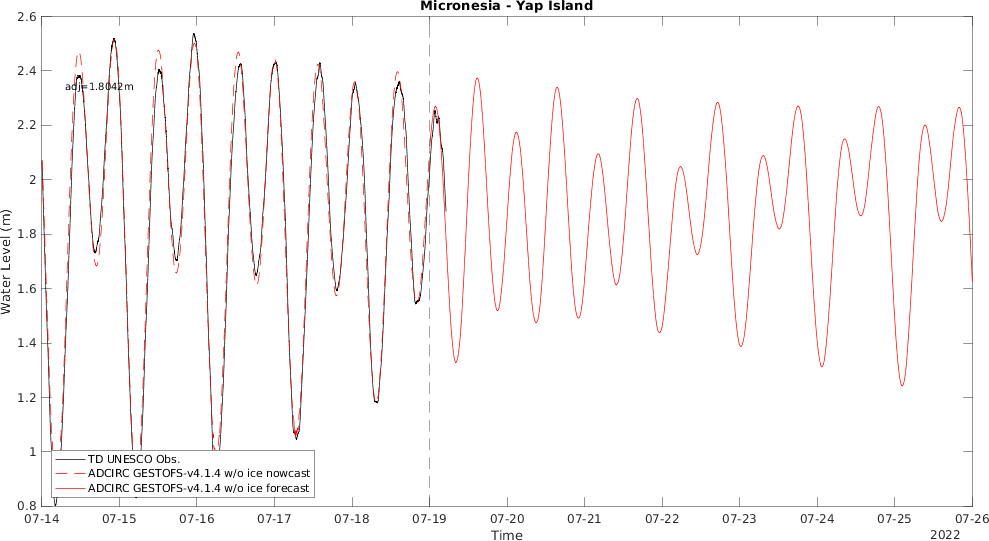 Micronesia - Yap Island
2.6
2.4
2.2
2
1.8
1.6
1.4
1.2
1
0.8
Water Level (m)
adj=1.8042m
TD UNESCO Obs.
ADCIRC GESTOFS-v4.1.4 w/o ice nowcast
ADCIRC GESTOFS-v4.1.4 w/o ice forecast
07-14 07-15 07-16 07-17 07-18 07-19 07-20 07-21 07-22 07-23 07-24 07-25 07-26
Time
2022